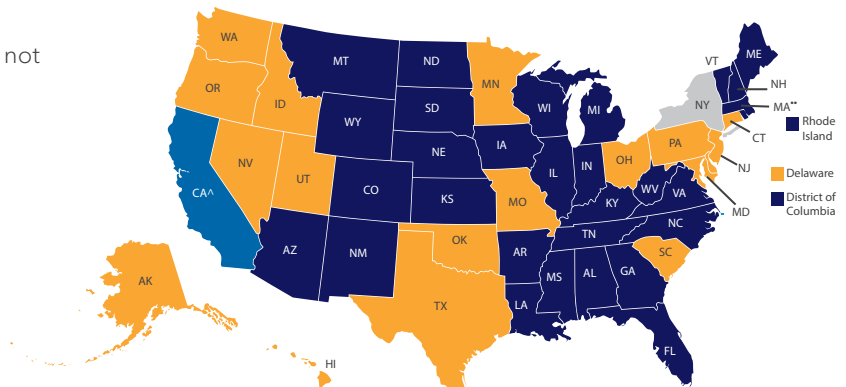 not
WA
MT
ND
MN
VT
ME
OR
ID
SD
WI
MI
NY
NH
MA**
WY
Rhode
Island
NV
UT
NE
IA
IL
IN
OH
PA
CT
NJ
CA^
CO
KS
MO
KY
WV
VA
MD
Delaware
District of
Columbia
AZ
NM
OK
AR
TN
NC
SC
MS
AL
GA
AK
TX
LA
FL
HI